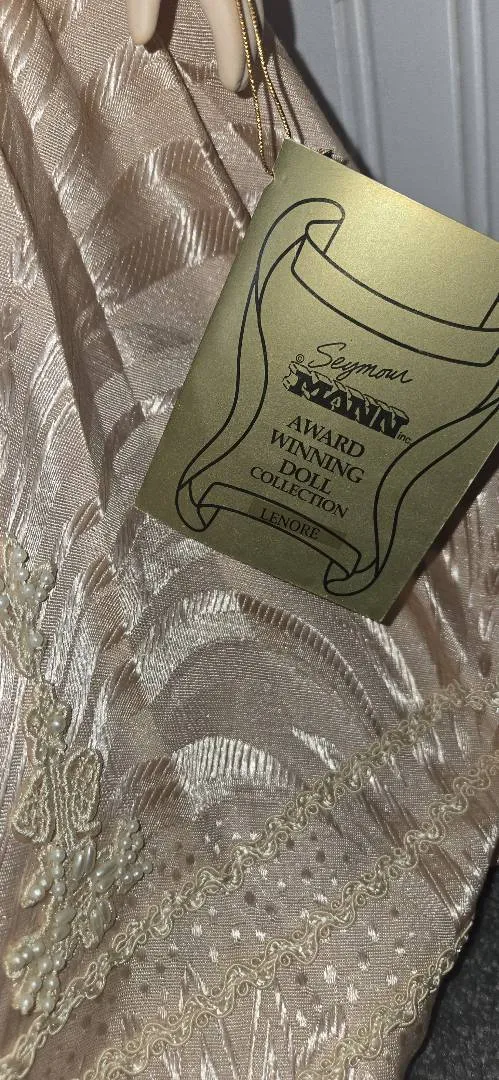 Seymour
© MANN inc.
AWARD
WINNING
DOLL
COLLECTION
LENORE